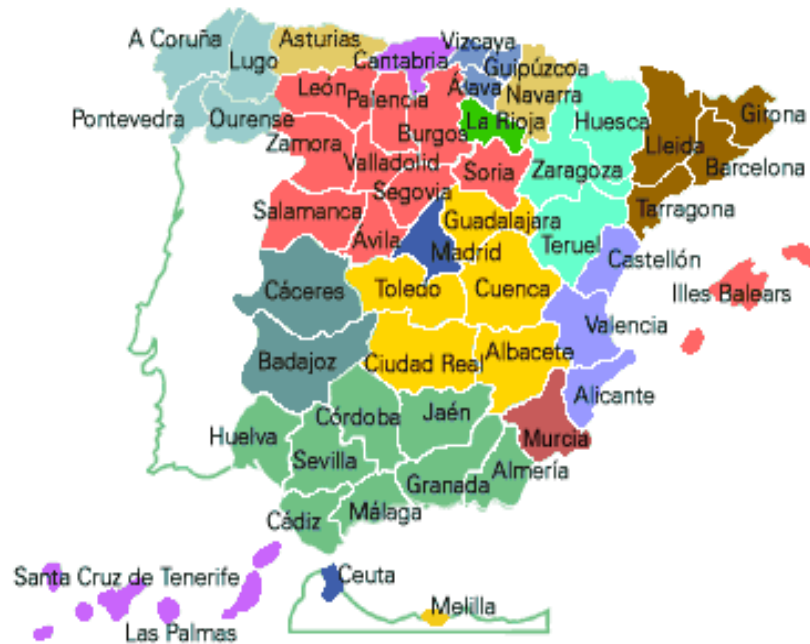 A Coruña
Lugo
Asturias
Cantabria
Vizcaya
Guipúzcoa
Álava
Navarra
León
Palencia
Burgos
La Rioja
Huesca
Lleida
Girona
Barcelona
Pontevedra
Ourense
Zamora
Valladolid
Soria
Zaragoza
Segovia
Tarragona
Salamanca
Ávila
Guadalajara
Madrid
Teruel
Castellón
Cáceres
Toledo
Cuenca
Illes Balears
Valencia
Badajoz
Ciudad Real
Albacete
Alicante
Córdoba
Jaén
Huelva
Sevilla
Murcia
Granada
Almería
Cádiz
Málaga
Santa Cruz de Tenerife
Ceuta
Melilla
Las Palmas